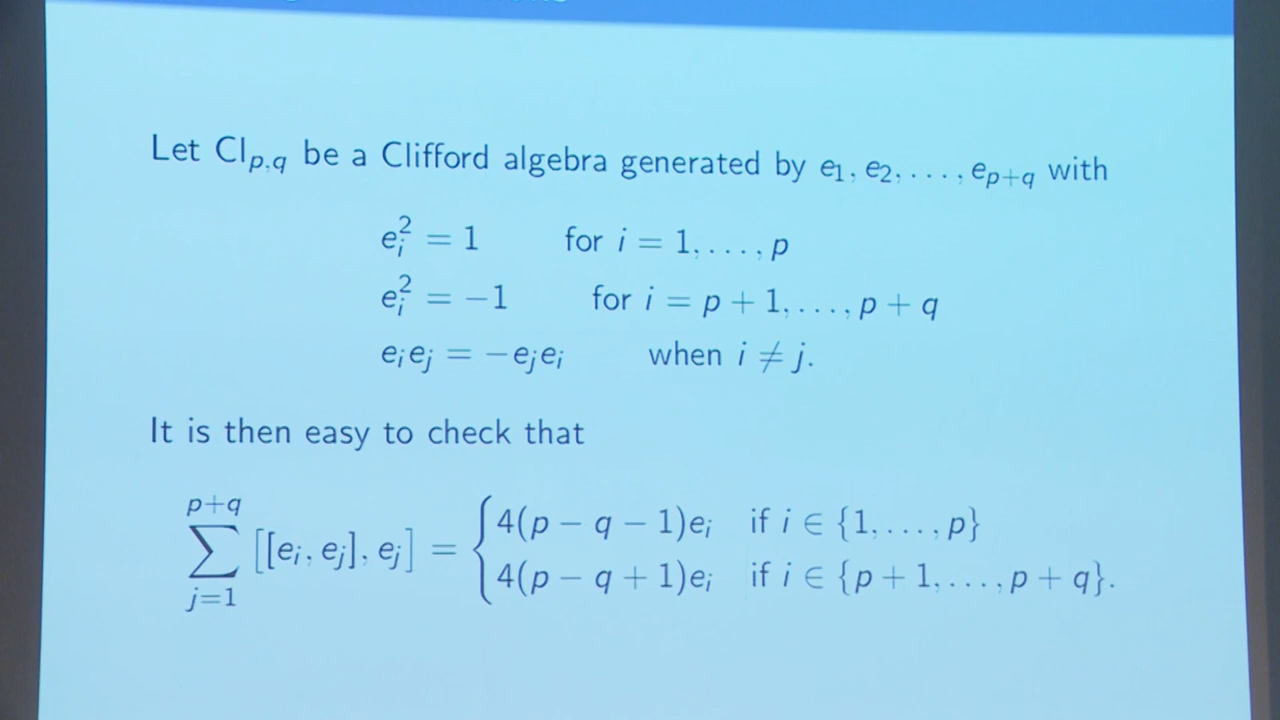 Let Cl_{p,q} be a Clifford algebra generated by e_1, e_2, . . . , e_{p+q} with
e_i^2 = 1 for i = 1, . . . , p
e_i^2 = −1 for i = p + 1, . . . , p + q
e_i e_j = −e_j e_i when i ≠ j.
It is then easy to check that
\sum_{j=1}^{p+q} [[e_i, e_j], e_j] = { 4(p − q − 1)e_i if i ∈ {1, . . . , p}
4(p − q + 1)e_i if i ∈ {p + 1, . . . , p + q}.